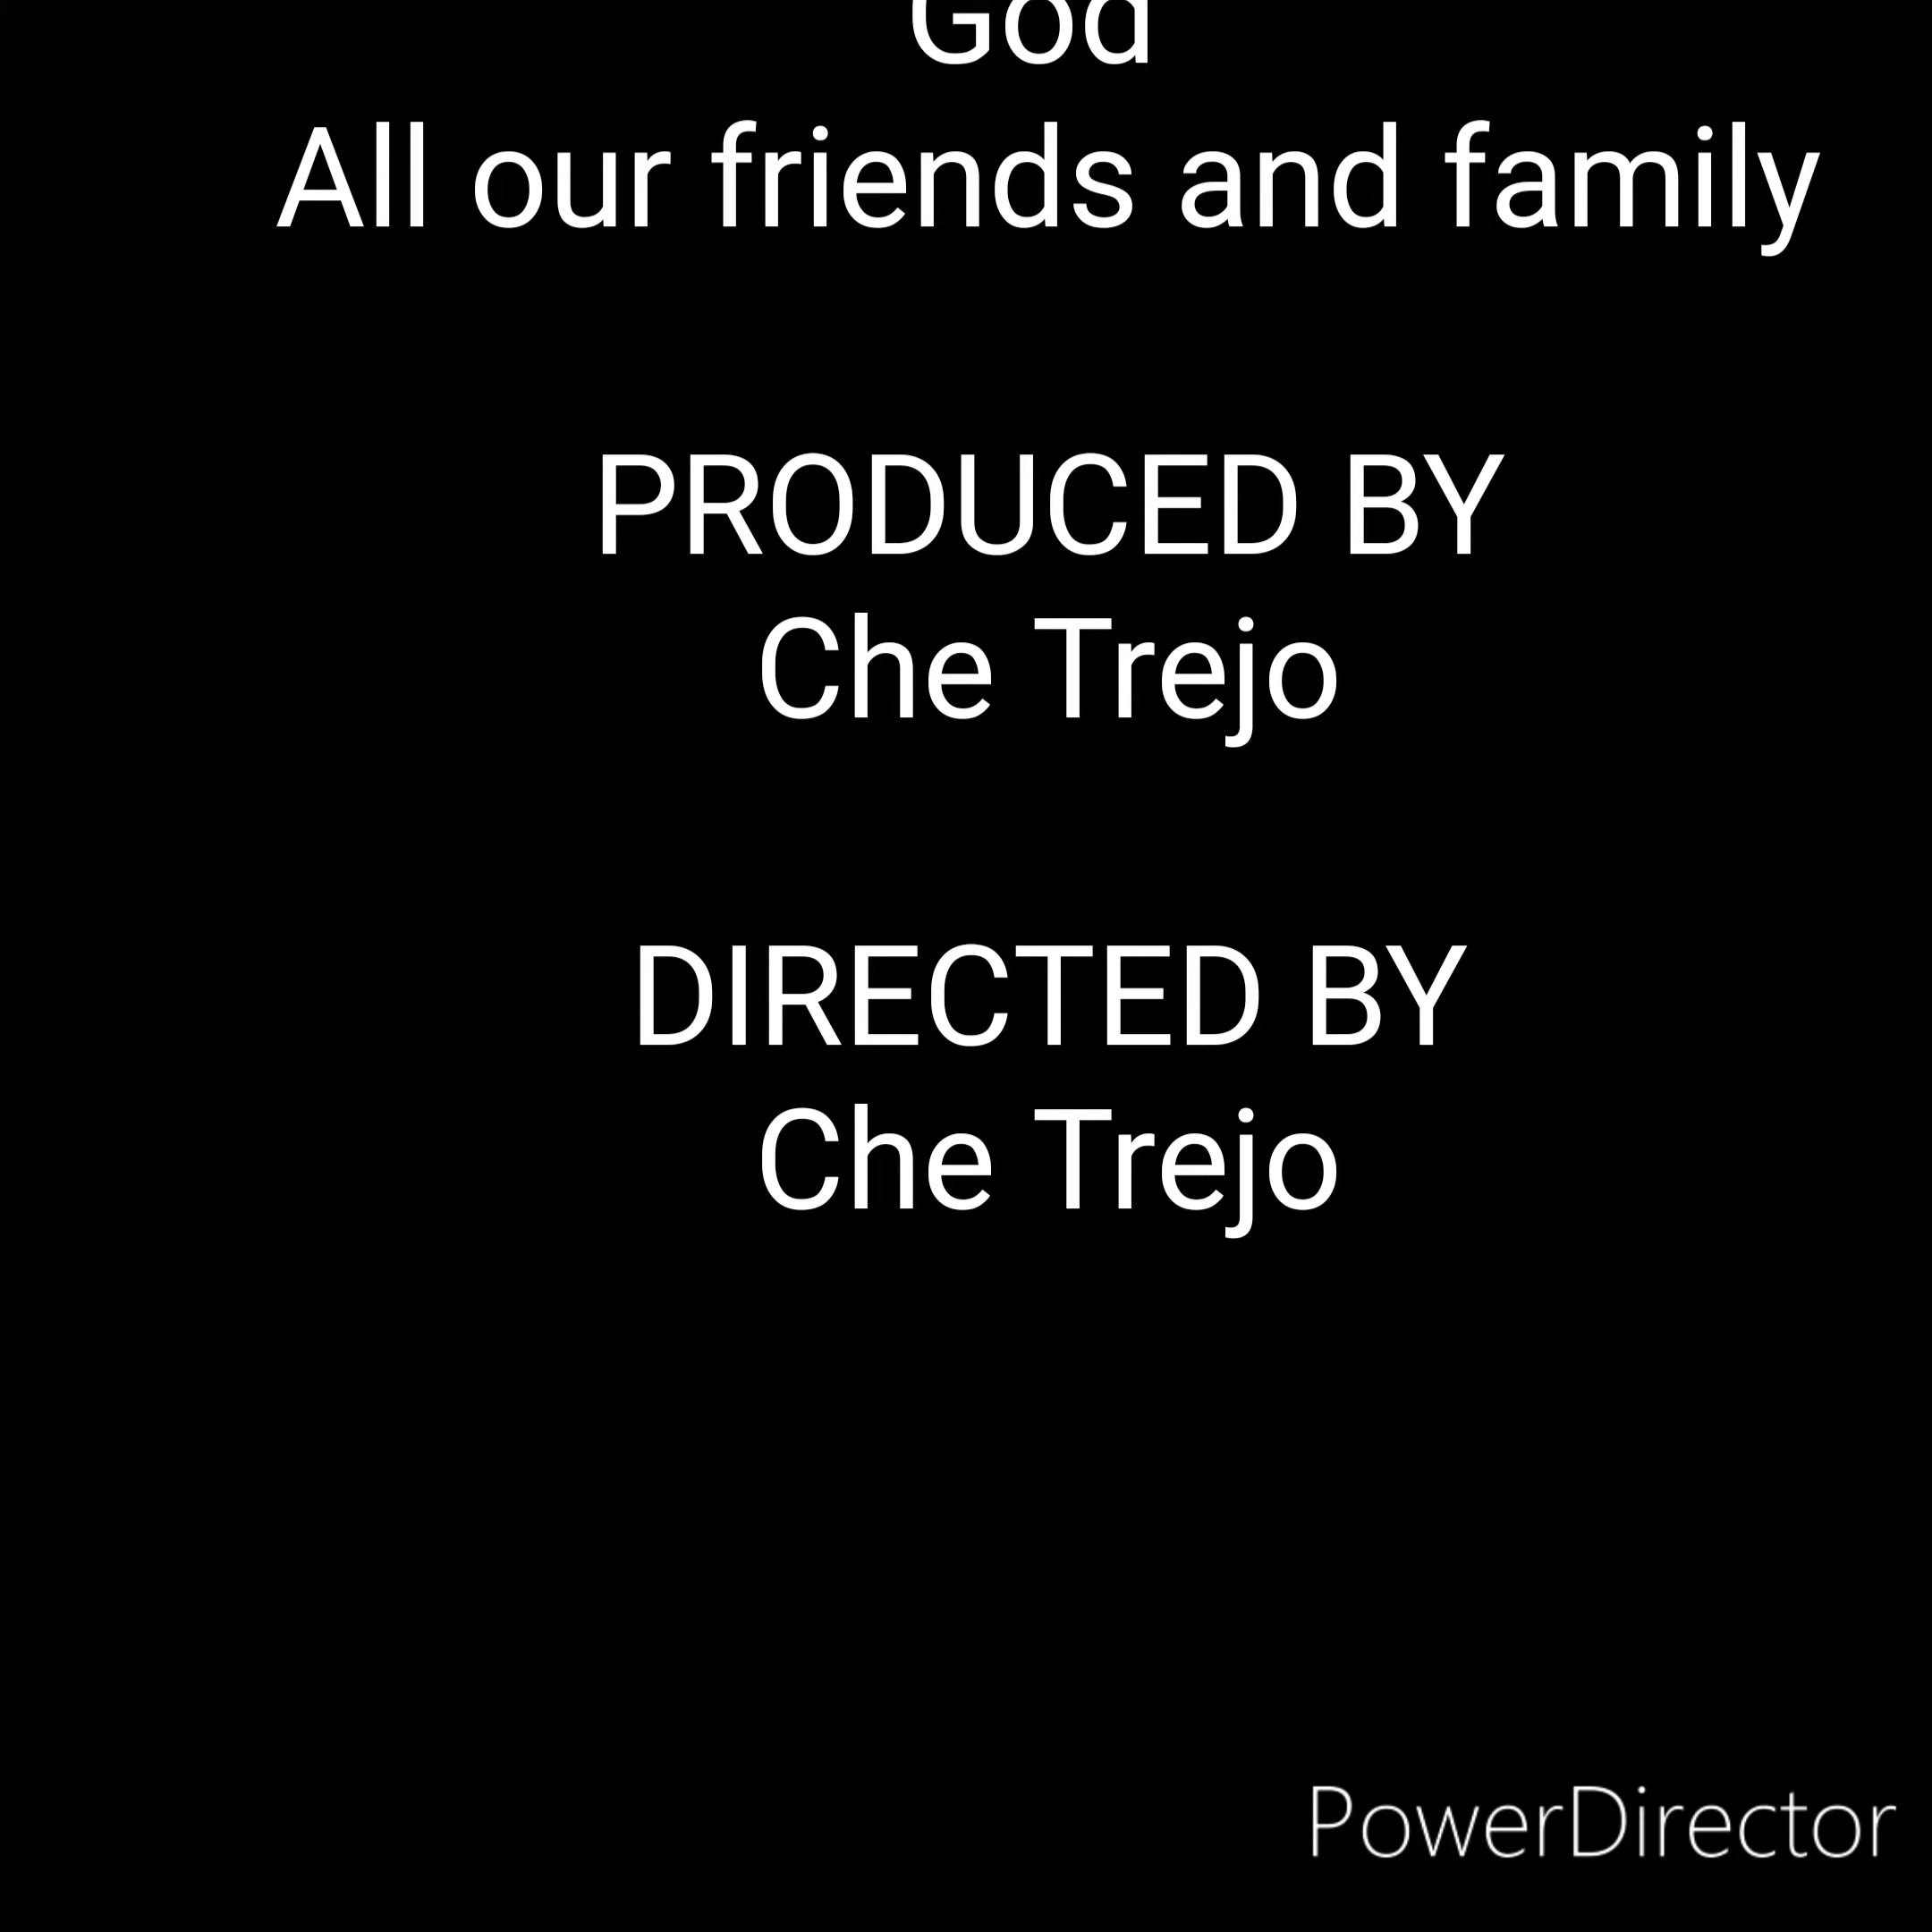 God
All our friends and family
PRODUCED BY
Che Trejo
DIRECTED BY
Che Trejo
PowerDirector